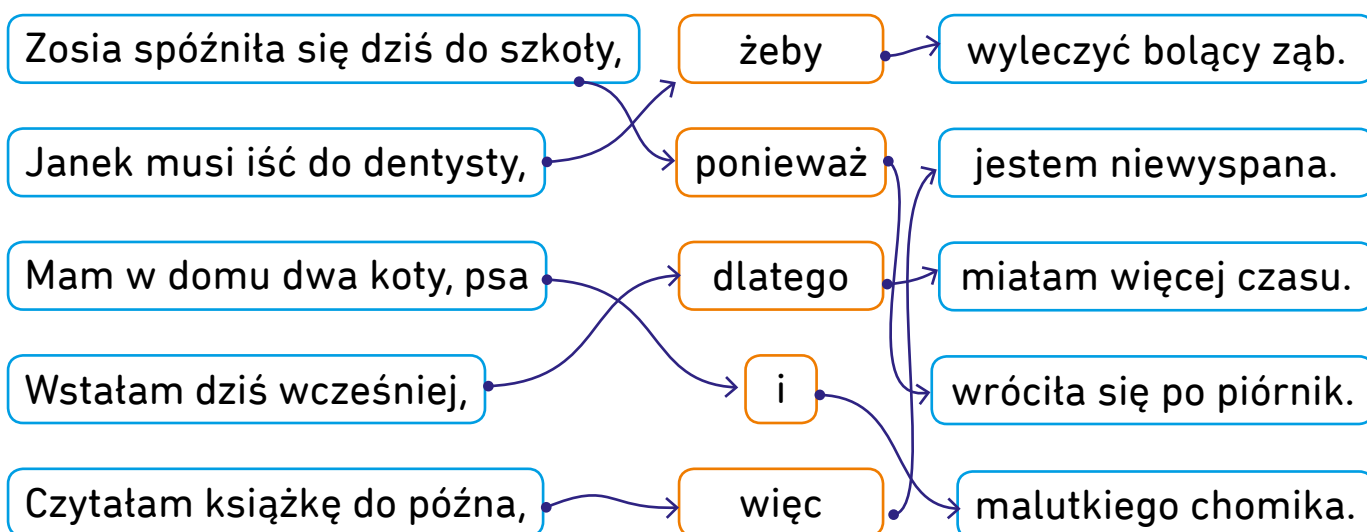 Zosia spóźniła się dziś do szkoły, żeby wyleczyć bolący ząb.
Janek musi iść do dentysty, ponieważ jestem niewyspana.
Mam w domu dwa koty, psa dlatego miałam więcej czasu.
Wstałam dziś wcześniej, i wróciła się po piórnik.
Czytałam książkę do późna, więc malutkiego chomika.